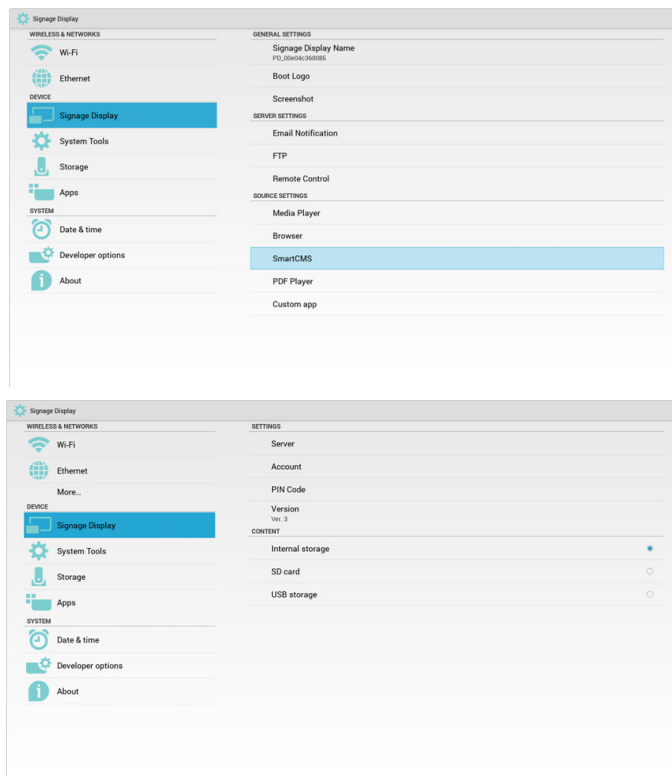 Signage Display
WIRELESS & NETWORKS
Wi-Fi
Ethernet
DEVICE
Signage Display
System Tools
Storage
Apps
SYSTEM
Date & time
Developer options
About
GENERAL SETTINGS
Signage Display Name
PD_00e04c360085
Boot Logo
Screenshot
SERVER SETTINGS
Email Notification
FTP
Remote Control
SOURCE SETTINGS
Media Player
Browser
SmartCMS
PDF Player
Custom app
Signage Display
WIRELESS & NETWORKS
Wi-Fi
Ethernet
More...
DEVICE
Signage Display
System Tools
Storage
Apps
SYSTEM
Date & time
Developer options
About
SETTINGS
Server
Account
PIN Code
Version
Ver. 3
CONTENT
Internal storage
SD card
USB storage